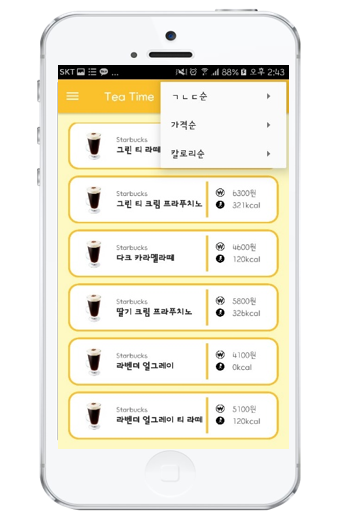 SKT ... 88% 오후 2:43
Tea Time
ㄱㄴㄷ순
가격순
칼로리순
Starbucks
그린 티 라떼
Starbucks
그린 티 크림 프라푸치노
6300원
321kcal
Starbucks
다크 카라멜라떼
4600원
120kcal
Starbucks
딸기 크림 프라푸치노
5800원
326kcal
Starbucks
라벤더 얼그레이
4100원
0kcal
Starbucks
라벤더 얼그레이 티 라떼
5100원
120kcal